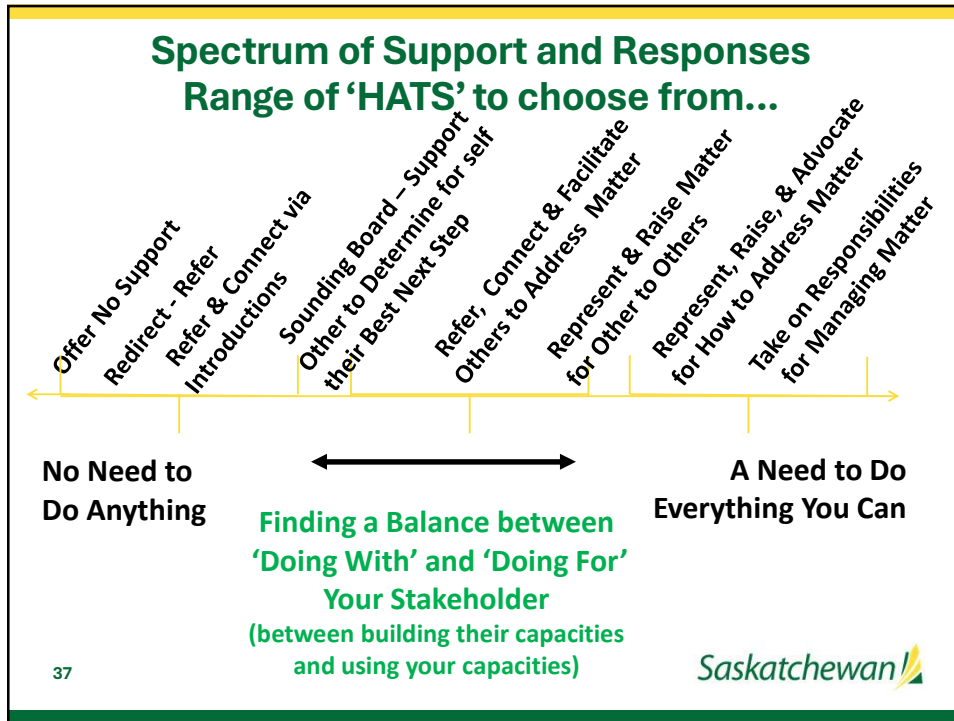 Spectrum of Support and Responses
Range of ‘HATS’ to choose from...
Offer No Support
Redirect - Refer
Refer & Connect via
Introductions
Sounding Board – Support
Other to Determine for self
their Best Next Step
Refer, Connect & Facilitate
Others to Address Matter
Represent & Raise Matter
for Other to Others
Represent, Raise, & Advocate
for How to Address Matter
Take on Responsibilities
for Managing Matter
No Need to
Do Anything
Finding a Balance between
‘Doing With’ and ‘Doing For’
Your Stakeholder
(between building their capacities
and using your capacities)
A Need to Do
Everything You Can
37
Saskatchewan